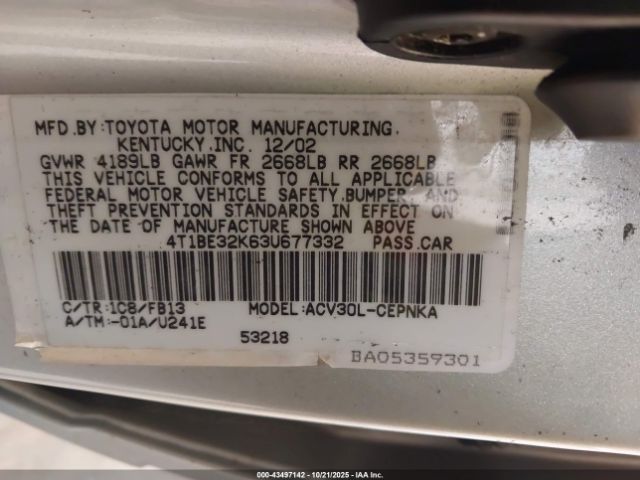 MFD.BY:TOYOTA MOTOR MANUFACTURING,
KENTUCKY,INC. 12/02
GVWR 4189LB GAWR FR 2668LB RR 2668LB
THIS VEHICLE CONFORMS TO ALL APPLICABLE
FEDERAL MOTOR VEHICLE SAFETY,BUMPER, AND
THEFT PREVENTION STANDARDS IN EFFECT ON
THE DATE OF MANUFACTURE SHOWN ABOVE
4T1BE32K63U677332 PASS.CAR
C/TR:1C8/FB13 MODEL:ACV30L-CEPNKA
A/TM:-01A/U241E
53218
BA05359301
00-43497142 - 10/21/2025 - IAA Inc.